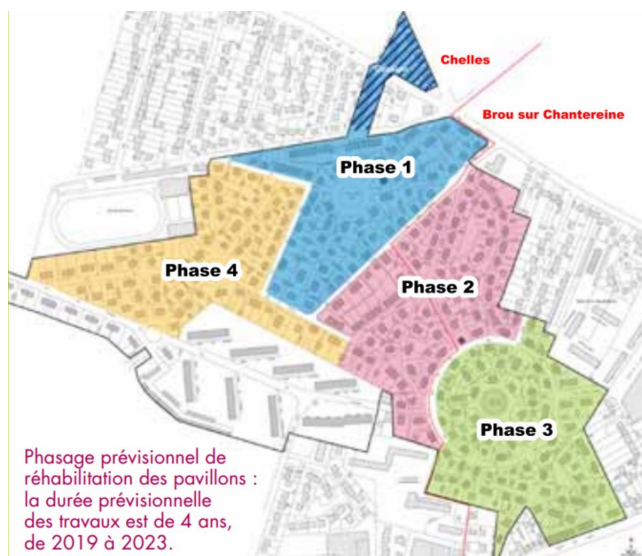 Chelles
Brou sur Chantereine
Phase 1
Phase 4
Phase 2
Phase 3
Phasage prévisionnel de
réhabilitation des pavillons :
la durée prévisionnelle
des travaux est de 4 ans,
de 2019 à 2023.